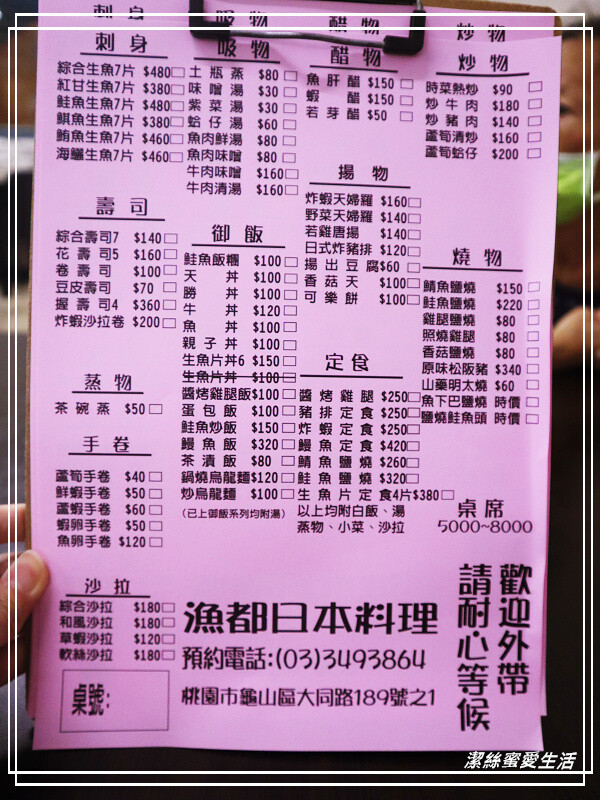 刺身
吸物
醋物
炒物
刺身
綜合生魚7片 $480
紅甘生魚7片 $380
鮭魚生魚7片 $480
鯕魚生魚7片 $380
鮪魚生魚7片 $460
海鱺生魚7片 $460
吸物
土瓶蒸 $80
味噌湯 $30
紫菜湯 $30
蛤仔湯 $60
魚肉鮮湯 $80
魚肉味噌 $80
牛肉味噌 $160
牛肉清湯 $160
醋物
魚肝醋 $150
蝦醋 $150
若芽醋 $50
炒物
時菜熱炒 $90
炒牛肉 $180
炒豬肉 $140
蘆筍清炒 $160
蘆筍蛤仔 $200
揚物
炸蝦天婦羅 $160
野菜天婦羅 $140
若雞唐揚 $140
日式炸豬排 $120
揚出豆腐 $60
香菇天 $100
可樂餅 $100
壽司
綜合壽司7 $140
花壽司5 $160
卷壽司 $100
豆皮壽司 $70
握壽司4 $360
炸蝦沙拉卷 $200
御飯
鮭魚飯糰 $100
天丼 $100
勝丼 $100
牛丼 $120
魚丼 $100
親子丼 $100
生魚片丼6 $150
生魚片丼 $100
醬烤雞腿飯 $100
蛋包飯 $100
鮭魚炒飯 $150
鰻魚飯 $320
茶漬飯 $80
鍋燒烏龍麵 $120
炒烏龍麵 $100
(已上御飯系列均附湯)
燒物
鯖魚鹽燒 $150
鮭魚鹽燒 $220
雞腿鹽燒 $80
照燒雞腿 $80
香菇鹽燒 $80
原味松阪豬 $340
山藥明太燒 $60
魚下巴鹽燒 時價
鹽燒鮭魚頭 時價
定食
醬烤雞腿 $250
豬排定食 $250
炸蝦定食 $250
鰻魚定食 $420
鯖魚鹽燒 $260
鮭魚鹽燒 $320
生魚片定食4片 $380
以上均附白飯、湯
蒸物、小菜、沙拉
桌席
5000~8000
蒸物
茶碗蒸 $50
手卷
蘆筍手卷 $40
鮮蝦手卷 $50
蘆蝦手卷 $60
蝦卵手卷 $50
魚卵手卷 $120
沙拉
綜合沙拉 $180
和風沙拉 $180
草蝦沙拉 $120
軟絲沙拉 $180
桌號:
漁都日本料理
預約電話:(03)3493864
桃園市龜山區大同路189號之1
歡迎外帶
請耐心等候
潔絲蜜愛生活